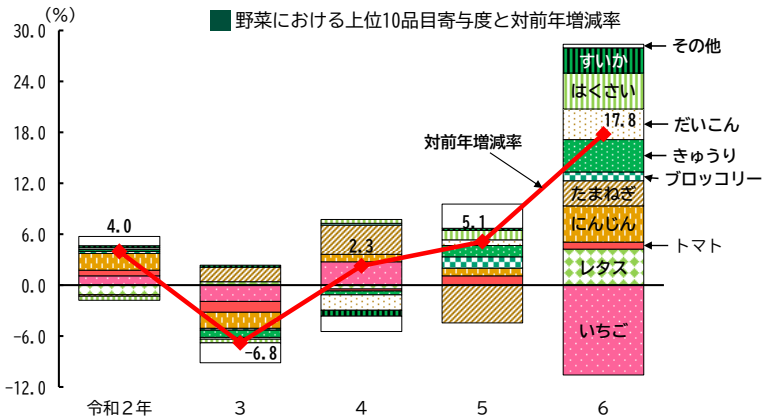 (%)
野菜における上位10品目寄与度と対前年増減率
30.0
24.0
18.0
12.0
6.0
0.0
-6.0
-12.0
4.0
-6.8
2.3
5.1
17.8
対前年増減率
その他
すいか
はくさい
だいこん
きゅうり
ブロッコリー
たまねぎ
にんじん
トマト
レタス
いちご
令和2年
3
4
5
6